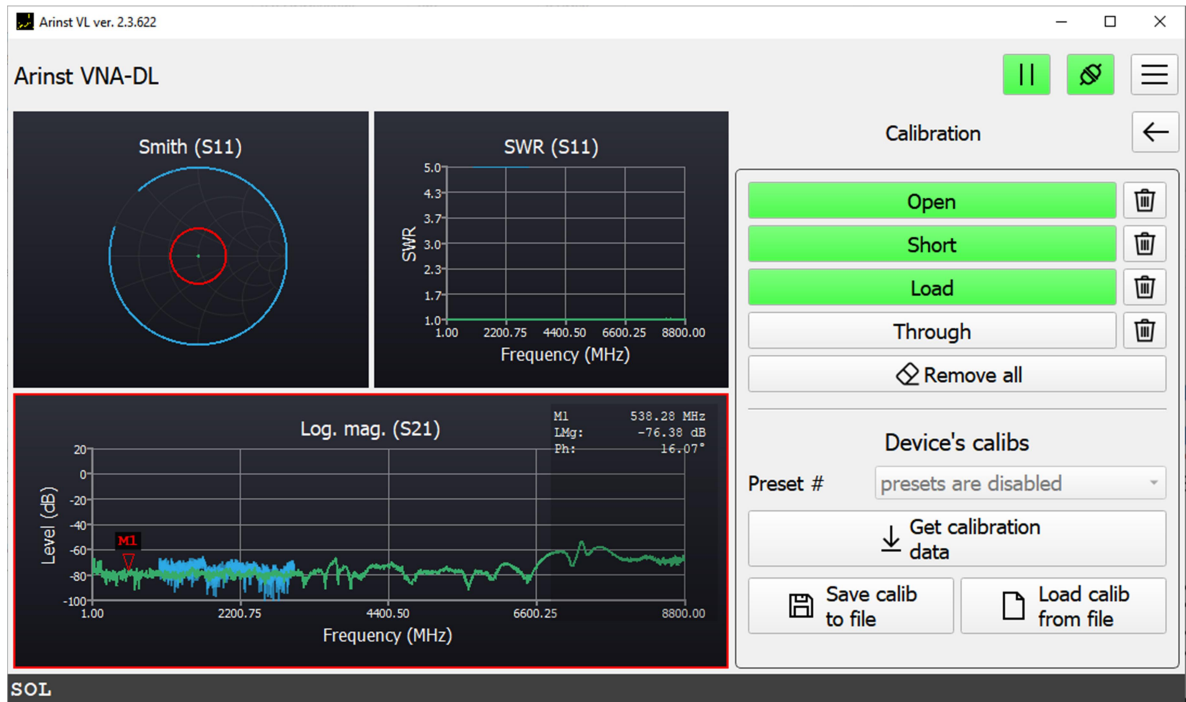 Arinst VL ver. 2.3.622
Arinst VNA-DL
Smith (S11)
SWR (S11)
SWR
5.0
4.3
3.7
3.0
2.3
1.7
1.0
1.00 2200.75 4400.50 6600.25 8800.00
Frequency (MHz)
Log. mag. (S21)
M1 538.28 MHz
LMg: -76.38 dB
Ph: 16.07°
Level (dB)
20
0
-20
-40
-60
-80
-100
M1
1.00 2200.75 4400.50 6600.25 8800.00
Frequency (MHz)
Calibration
Open
Short
Load
Through
Remove all
Device's calibs
Preset # presets are disabled
Get calibration
data
Save calib
to file
Load calib
from file
SOL